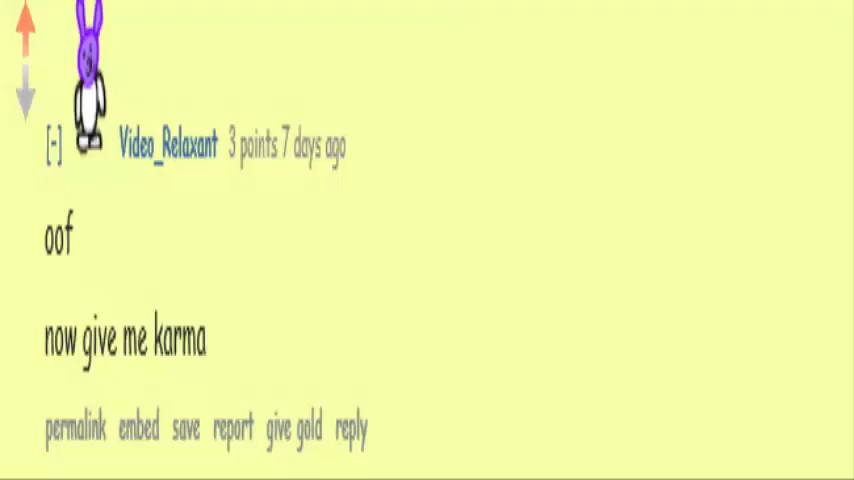 [-] Video_Relaxant 3 points 7 days ago
oof
now give me karma
permalink embed save report give gold reply